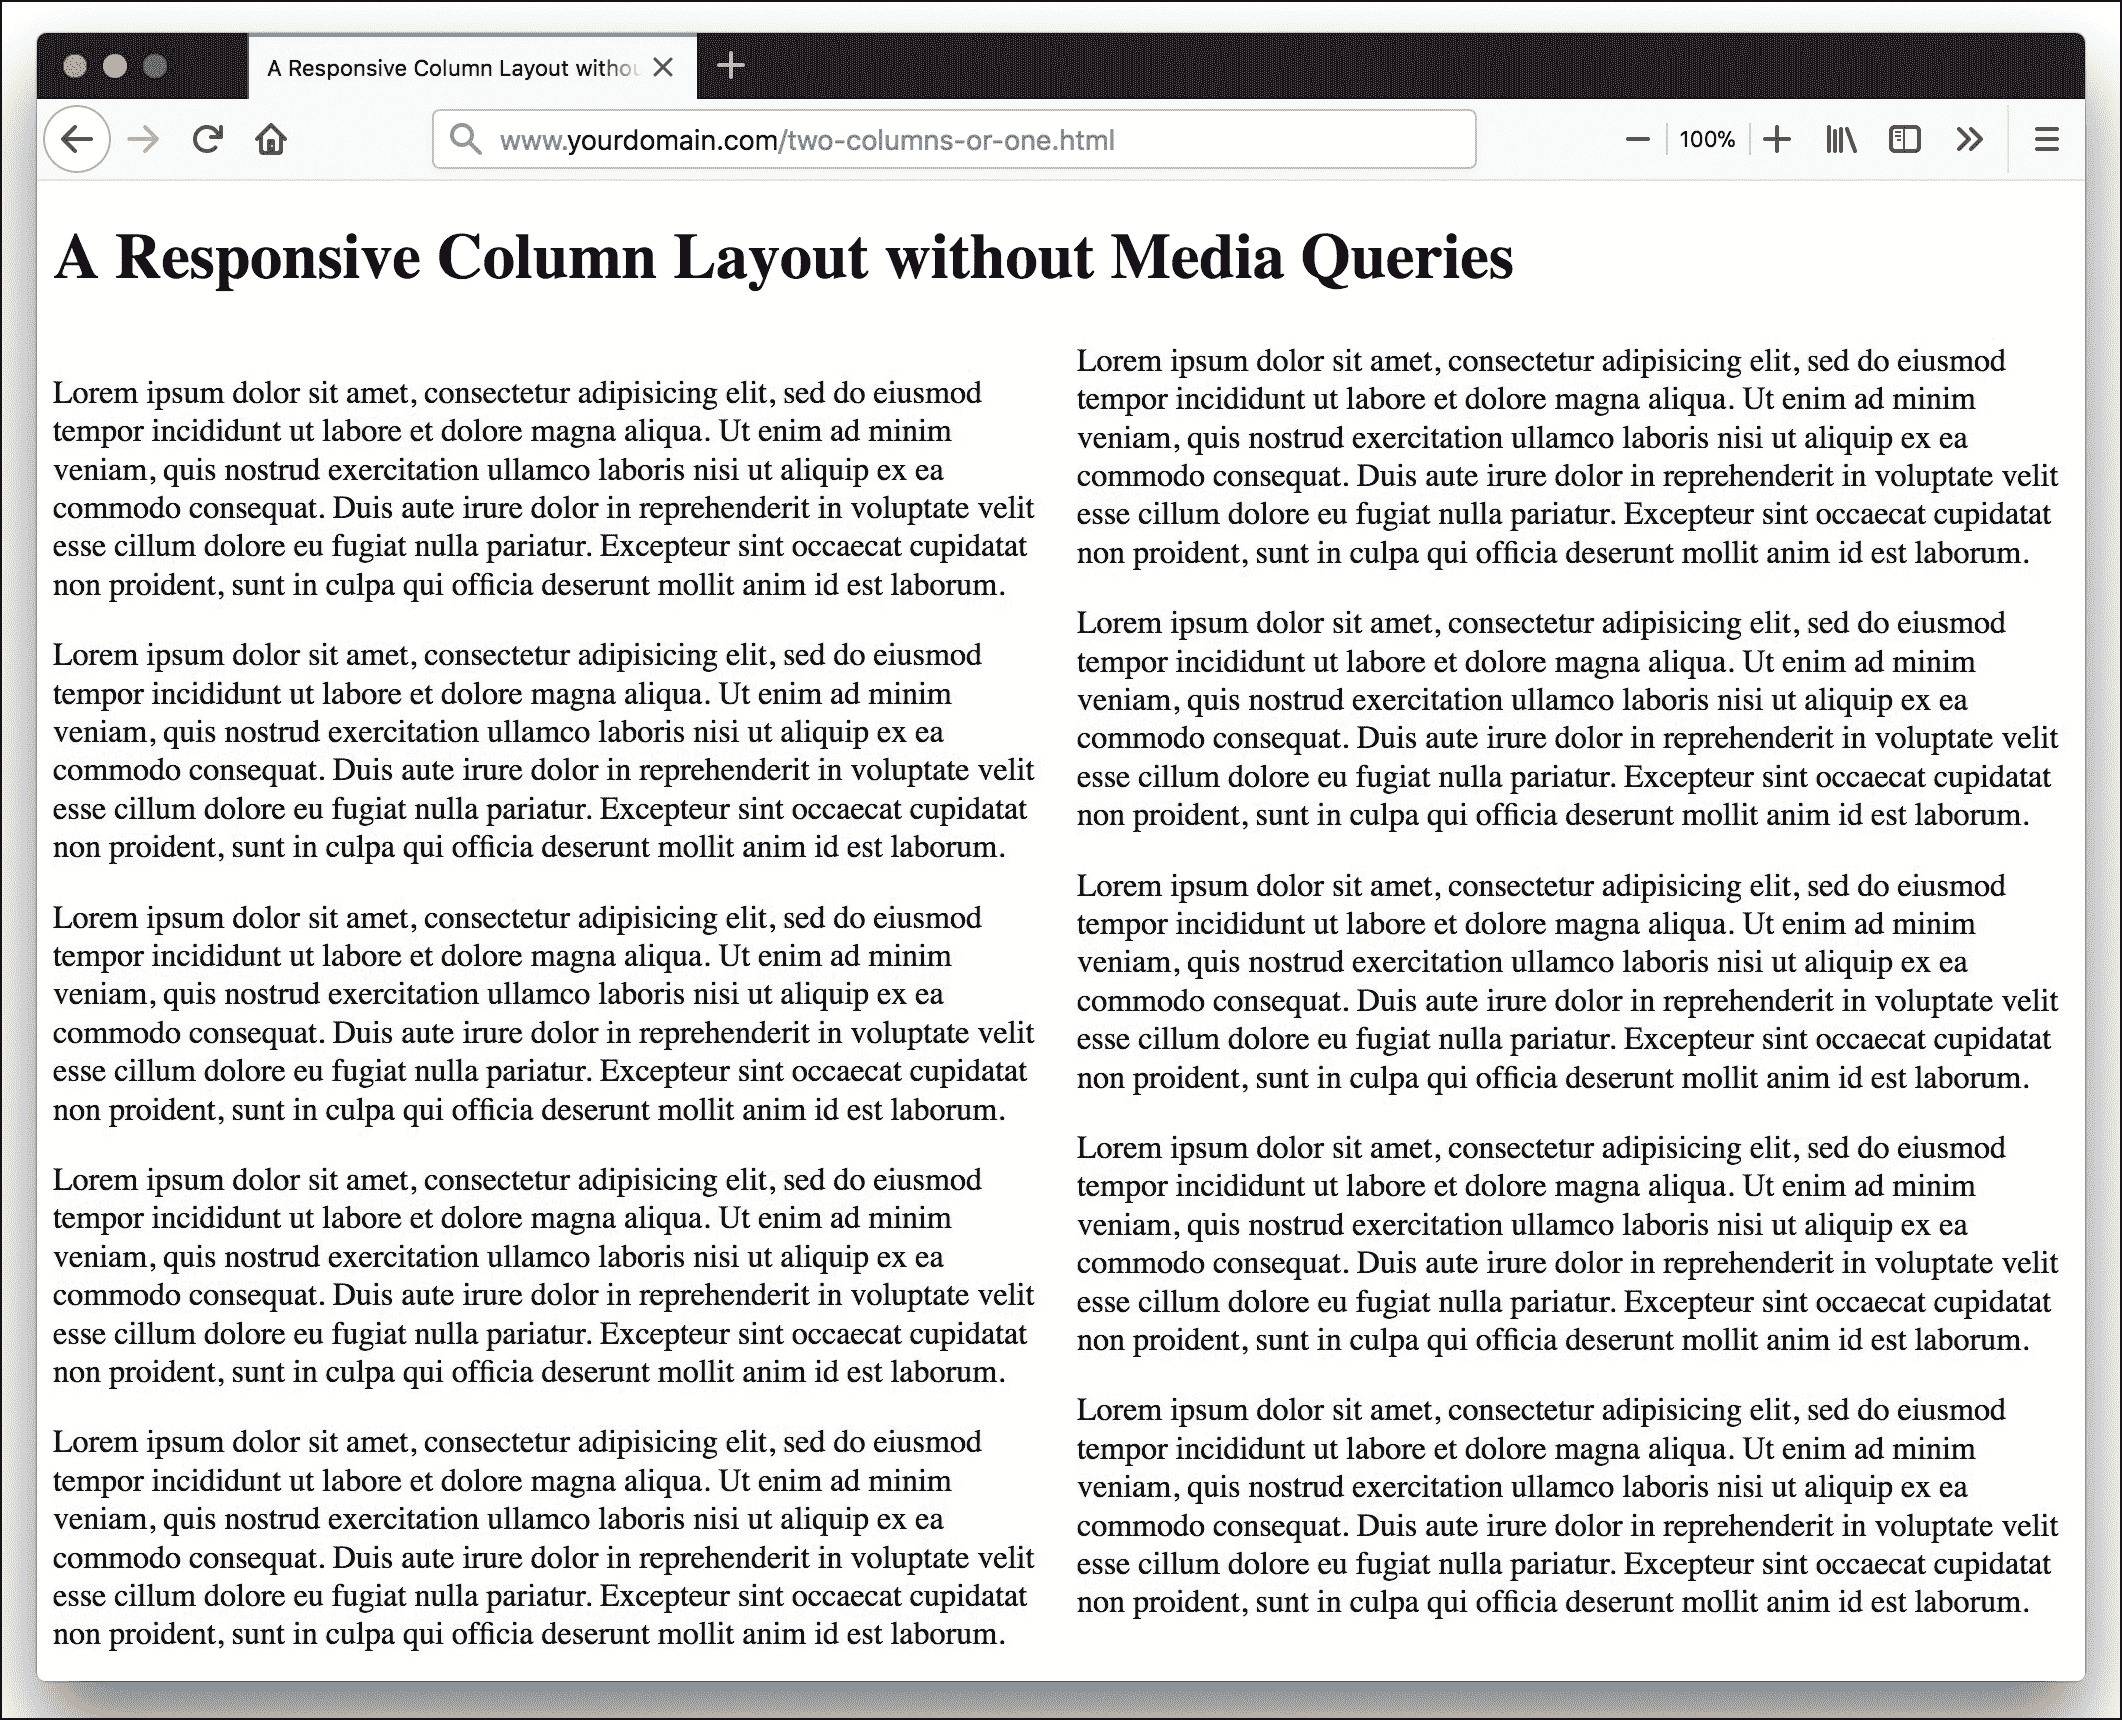 A Responsive Column Layout witho
www.yourdomain.com/two-columns-or-one.html
100%
A Responsive Column Layout without Media Queries
Lorem ipsum dolor sit amet, consectetur adipisicing elit, sed do eiusmod
tempor incididunt ut labore et dolore magna aliqua. Ut enim ad minim
veniam, quis nostrud exercitation ullamco laboris nisi ut aliquip ex ea
commodo consequat. Duis aute irure dolor in reprehenderit in voluptate velit
esse cillum dolore eu fugiat nulla pariatur. Excepteur sint occaecat cupidatat
non proident, sunt in culpa qui officia deserunt mollit anim id est laborum.
Lorem ipsum dolor sit amet, consectetur adipisicing elit, sed do eiusmod
tempor incididunt ut labore et dolore magna aliqua. Ut enim ad minim
veniam, quis nostrud exercitation ullamco laboris nisi ut aliquip ex ea
commodo consequat. Duis aute irure dolor in reprehenderit in voluptate velit
esse cillum dolore eu fugiat nulla pariatur. Excepteur sint occaecat cupidatat
non proident, sunt in culpa qui officia deserunt mollit anim id est laborum.
Lorem ipsum dolor sit amet, consectetur adipisicing elit, sed do eiusmod
tempor incididunt ut labore et dolore magna aliqua. Ut enim ad minim
veniam, quis nostrud exercitation ullamco laboris nisi ut aliquip ex ea
commodo consequat. Duis aute irure dolor in reprehenderit in voluptate velit
esse cillum dolore eu fugiat nulla pariatur. Excepteur sint occaecat cupidatat
non proident, sunt in culpa qui officia deserunt mollit anim id est laborum.
Lorem ipsum dolor sit amet, consectetur adipisicing elit, sed do eiusmod
tempor incididunt ut labore et dolore magna aliqua. Ut enim ad minim
veniam, quis nostrud exercitation ullamco laboris nisi ut aliquip ex ea
commodo consequat. Duis aute irure dolor in reprehenderit in voluptate velit
esse cillum dolore eu fugiat nulla pariatur. Excepteur sint occaecat cupidatat
non proident, sunt in culpa qui officia deserunt mollit anim id est laborum.
Lorem ipsum dolor sit amet, consectetur adipisicing elit, sed do eiusmod
tempor incididunt ut labore et dolore magna aliqua. Ut enim ad minim
veniam, quis nostrud exercitation ullamco laboris nisi ut aliquip ex ea
commodo consequat. Duis aute irure dolor in reprehenderit in voluptate velit
esse cillum dolore eu fugiat nulla pariatur. Excepteur sint occaecat cupidatat
non proident, sunt in culpa qui officia deserunt mollit anim id est laborum.
Lorem ipsum dolor sit amet, consectetur adipisicing elit, sed do eiusmod
tempor incididunt ut labore et dolore magna aliqua. Ut enim ad minim
veniam, quis nostrud exercitation ullamco laboris nisi ut aliquip ex ea
commodo consequat. Duis aute irure dolor in reprehenderit in voluptate velit
esse cillum dolore eu fugiat nulla pariatur. Excepteur sint occaecat cupidatat
non proident, sunt in culpa qui officia deserunt mollit anim id est laborum.
Lorem ipsum dolor sit amet, consectetur adipisicing elit, sed do eiusmod
tempor incididunt ut labore et dolore magna aliqua. Ut enim ad minim
veniam, quis nostrud exercitation ullamco laboris nisi ut aliquip ex ea
commodo consequat. Duis aute irure dolor in reprehenderit in voluptate velit
esse cillum dolore eu fugiat nulla pariatur. Excepteur sint occaecat cupidatat
non proident, sunt in culpa qui officia deserunt mollit anim id est laborum.
Lorem ipsum dolor sit amet, consectetur adipisicing elit, sed do eiusmod
tempor incididunt ut labore et dolore magna aliqua. Ut enim ad minim
veniam, quis nostrud exercitation ullamco laboris nisi ut aliquip ex ea
commodo consequat. Duis aute irure dolor in reprehenderit in voluptate velit
esse cillum dolore eu fugiat nulla pariatur. Excepteur sint occaecat cupidatat
non proident, sunt in culpa qui officia deserunt mollit anim id est laborum.
Lorem ipsum dolor sit amet, consectetur adipisicing elit, sed do eiusmod
tempor incididunt ut labore et dolore magna aliqua. Ut enim ad minim
veniam, quis nostrud exercitation ullamco laboris nisi ut aliquip ex ea
commodo consequat. Duis aute irure dolor in reprehenderit in voluptate velit
esse cillum dolore eu fugiat nulla pariatur. Excepteur sint occaecat cupidatat
non proident, sunt in culpa qui officia deserunt mollit anim id est laborum.
Lorem ipsum dolor sit amet, consectetur adipisicing elit, sed do eiusmod
tempor incididunt ut labore et dolore magna aliqua. Ut enim ad minim
veniam, quis nostrud exercitation ullamco laboris nisi ut aliquip ex ea
commodo consequat. Duis aute irure dolor in reprehenderit in voluptate velit
esse cillum dolore eu fugiat nulla pariatur. Excepteur sint occaecat cupidatat
non proident, sunt in culpa qui officia deserunt mollit anim id est laborum.